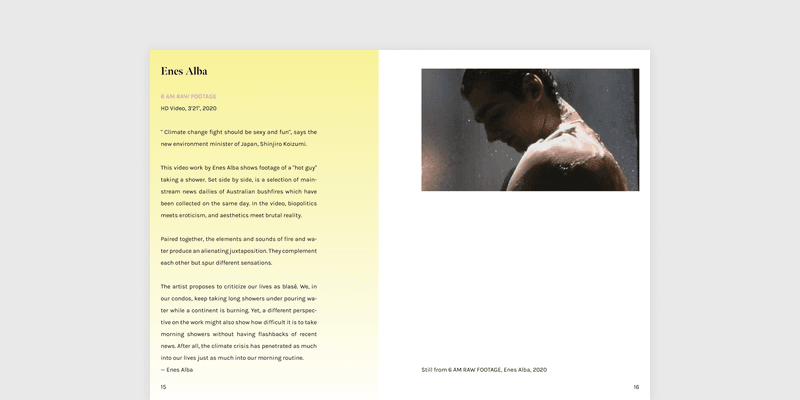 Enes Alba
6 AM RAW FOOTAGE
HD Video, 3'21", 2020
" Climate change fight should be sexy and fun", says the
new environment minister of Japan, Shinjiro Koizumi.
This video work by Enes Alba shows footage of a "hot guy"
taking a shower. Set side by side, is a selection of main-
stream news dailies of Australian bushfires which have
been collected on the same day. In the video, biopolitics
meets eroticism, and aesthetics meet brutal reality.
Paired together, the elements and sounds of fire and wa-
ter produce an alienating juxtaposition. They complement
each other but spur different sensations.
The artist proposes to criticize our lives as blasé. We, in
our condos, keep taking long showers under pouring wa-
ter while a continent is burning. Yet, a different perspec-
tive on the work might also show how difficult it is to take
morning showers without having flashbacks of recent
news. After all, the climate crisis has penetrated as much
into our lives just as much into our morning routine.
— Enes Alba
15
Still from 6 AM RAW FOOTAGE, Enes Alba, 2020
16